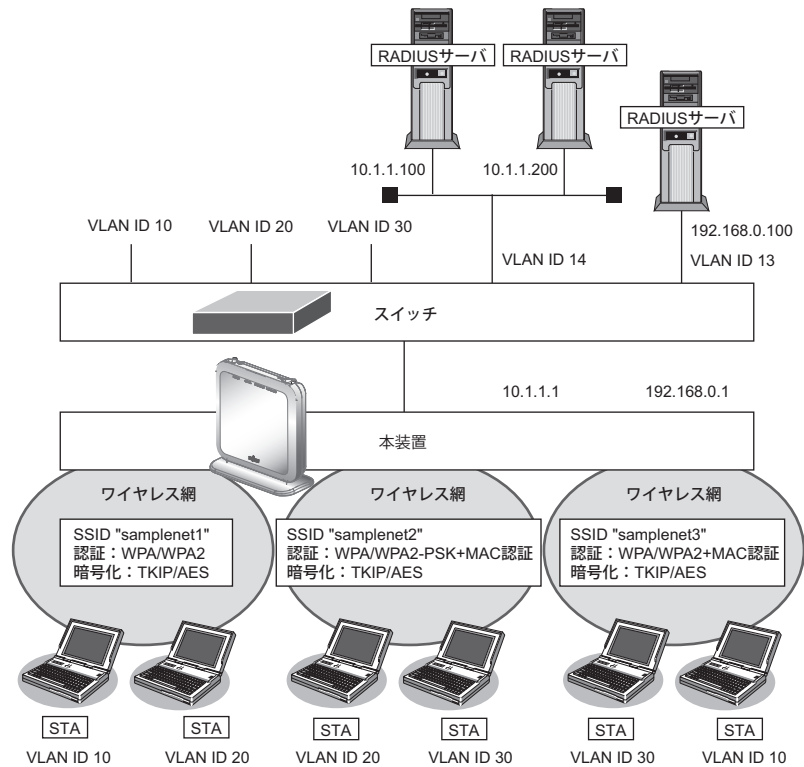 RADIUSサーバ
RADIUSサーバ
RADIUSサーバ
10.1.1.100
10.1.1.200
192.168.0.100
VLAN ID 10
VLAN ID 20
VLAN ID 30
VLAN ID 14
VLAN ID 13
スイッチ
10.1.1.1
192.168.0.1
本装置
ワイヤレス網
SSID "samplenet1"
認証：WPA/WPA2
暗号化：TKIP/AES
ワイヤレス網
SSID "samplenet2"
認証：WPA/WPA2-PSK+MAC認証
暗号化：TKIP/AES
ワイヤレス網
SSID "samplenet3"
認証：WPA/WPA2+MAC認証
暗号化：TKIP/AES
STA
STA
STA
STA
STA
STA
VLAN ID 10
VLAN ID 20
VLAN ID 20
VLAN ID 30
VLAN ID 30
VLAN ID 10